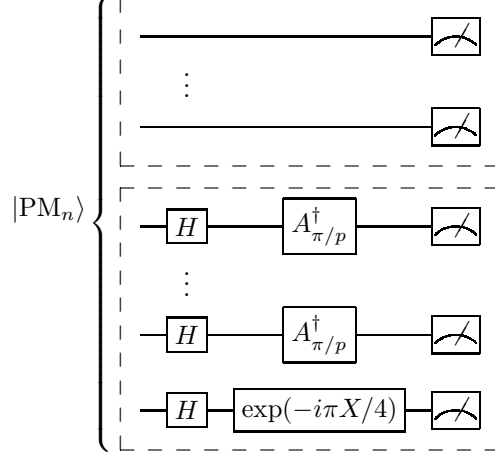 ⋮
|PM_n⟩
H A^†_{π/p}
⋮
H A^†_{π/p}
H exp(−iπX/4)